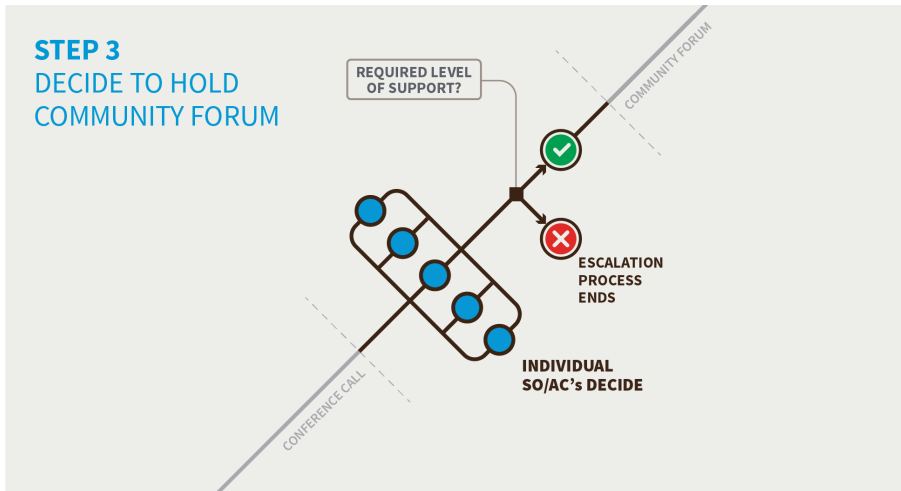 STEP 3
DECIDE TO HOLD
COMMUNITY FORUM
REQUIRED LEVEL
OF SUPPORT?
COMMUNITY FORUM
ESCALATION
PROCESS
ENDS
INDIVIDUAL
SO/AC's DECIDE
CONFERENCE CALL